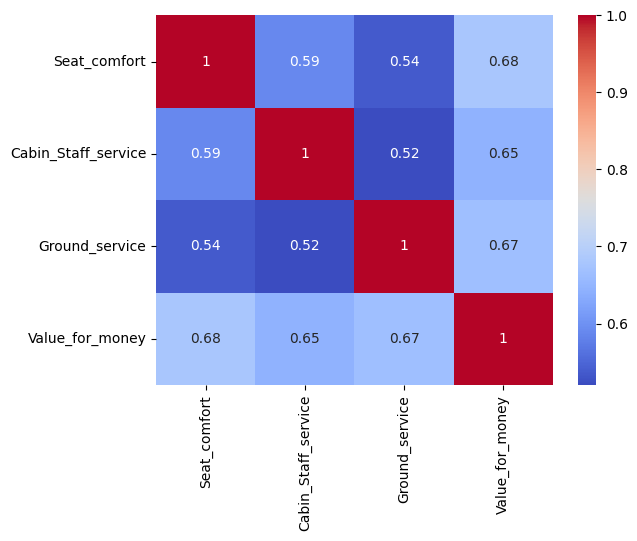 Seat_comfort 1 0.59 0.54 0.68
Cabin_Staff_service 0.59 1 0.52 0.65
Ground_service 0.54 0.52 1 0.67
Value_for_money 0.68 0.65 0.67 1
Seat_comfort
Cabin_Staff_service
Ground_service
Value_for_money
1.0
0.9
0.8
0.7
0.6